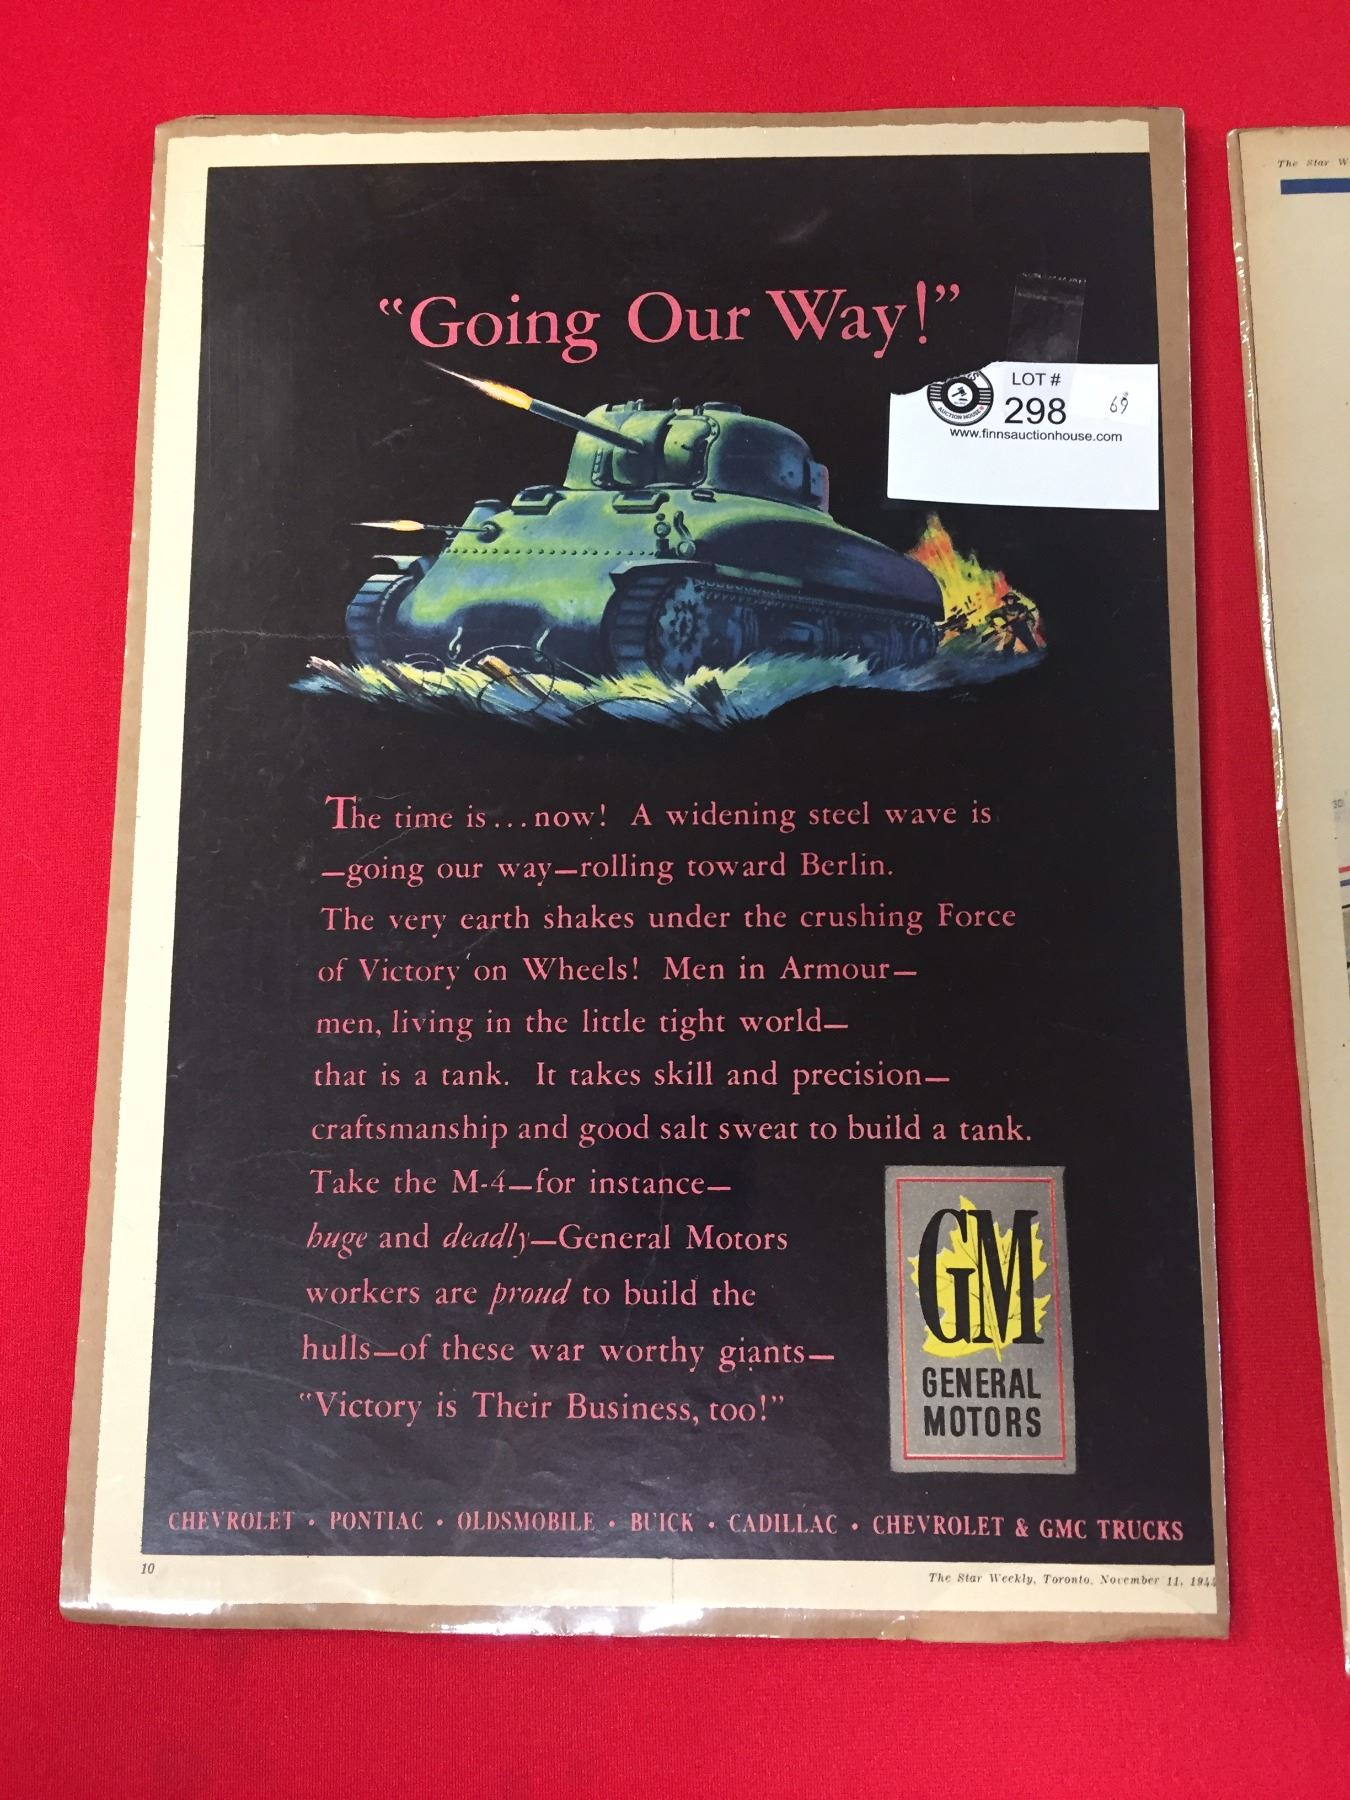 The Star
"Going Our Way!"
AUCTION HOUSE
LOT #
298
69
www.finnsauctionhouse.com
The time is...now! A widening steel wave is
—going our way—rolling toward Berlin.
The very earth shakes under the crushing Force
of Victory on Wheels! Men in Armour—
men, living in the little tight world—
that is a tank. It takes skill and precision—
craftsmanship and good salt sweat to build a tank.
Take the M-4—for instance—
huge and deadly—General Motors
workers are proud to build the
hulls—of these war worthy giants—
"Victory is Their Business, too!"
GM
GENERAL
MOTORS
CHEVROLET • PONTIAC • OLDSMOBILE • BUICK • CADILLAC • CHEVROLET & GMC TRUCKS
10
The Star Weekly, Toronto, November 11, 1944